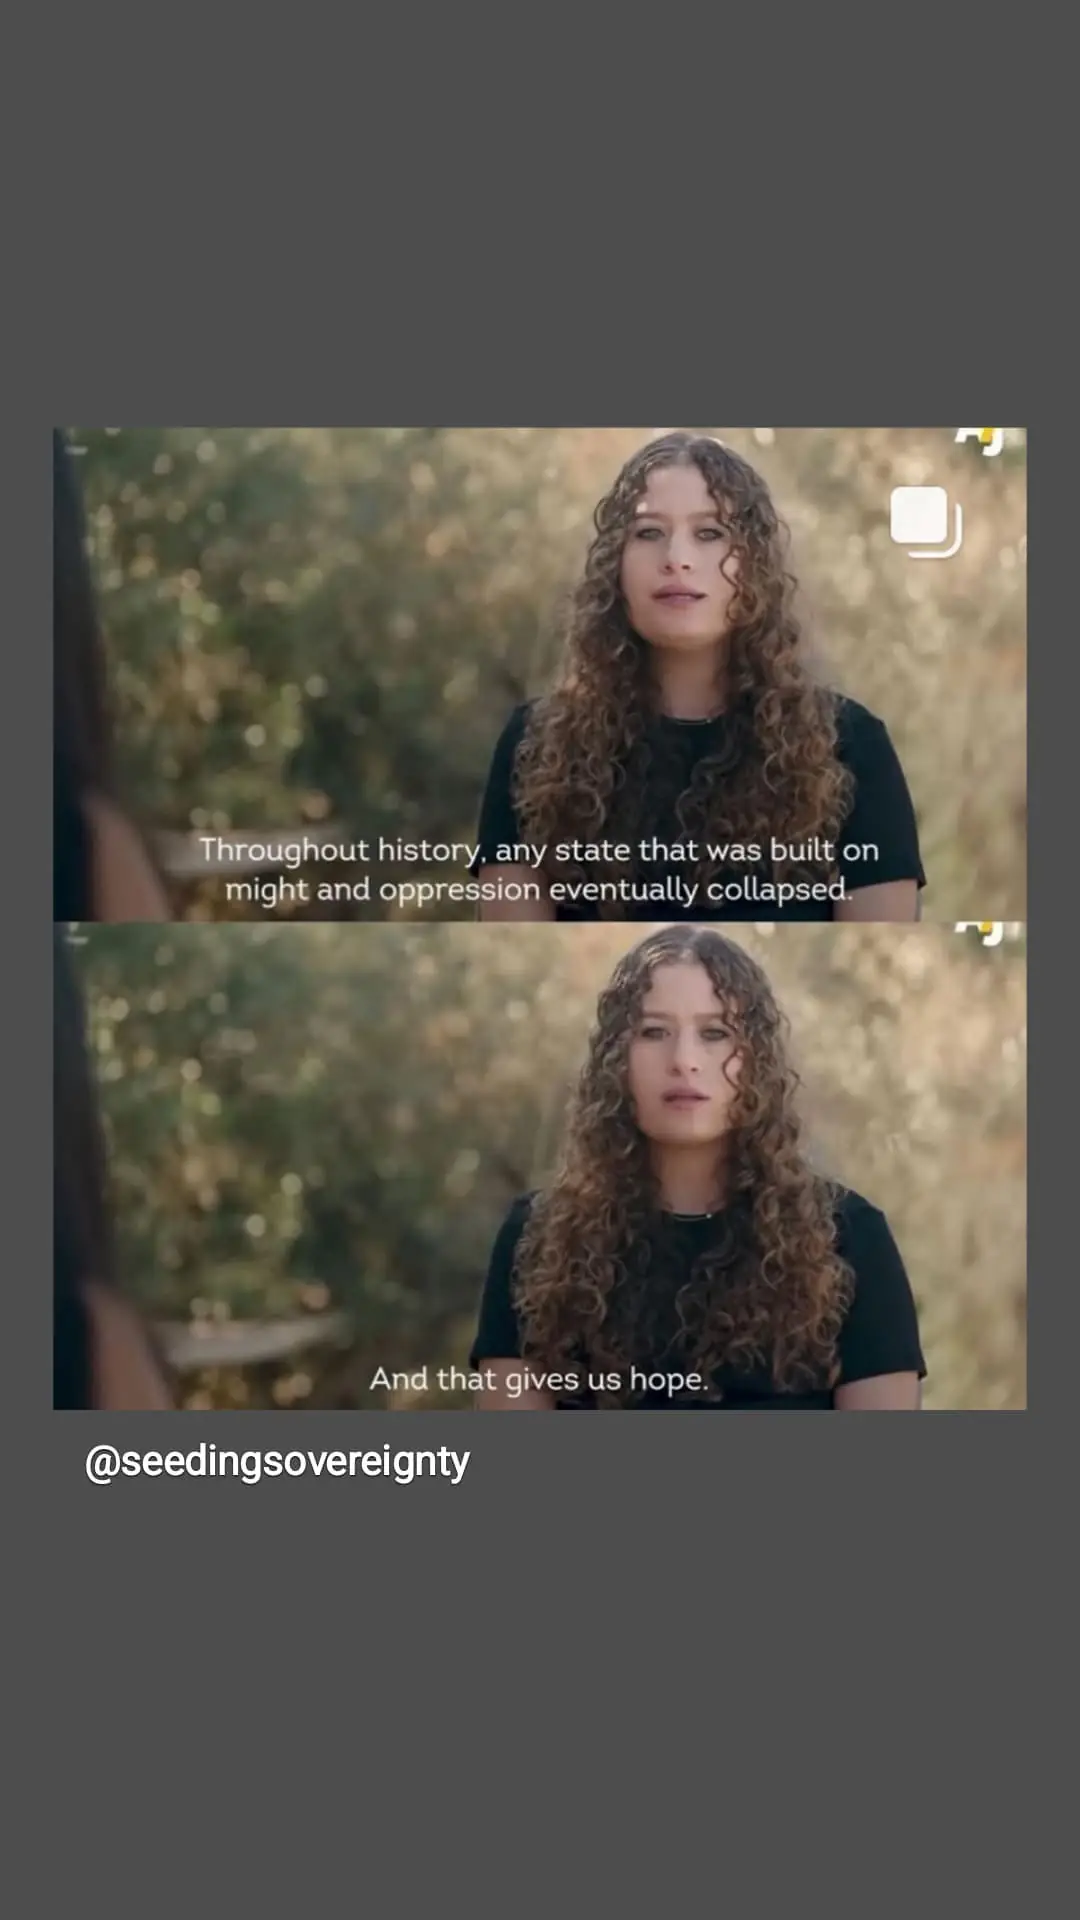 Throughout history, any state that was built on
might and oppression eventually collapsed.
And that gives us hope.
@seedingsovereignty